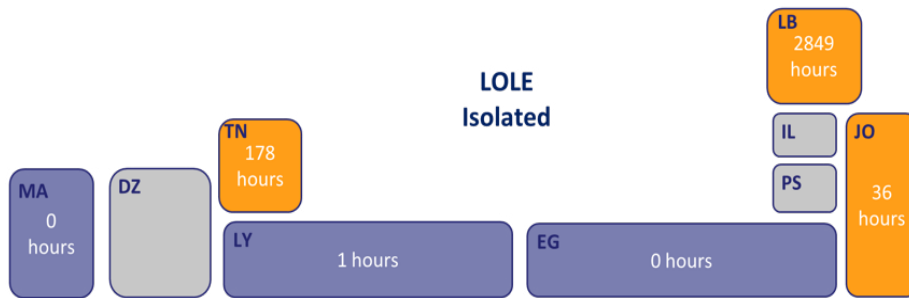 LB
2849
hours
LOLE
Isolated
TN
178
hours
IL
JO
MA
0
hours
DZ
PS
36
hours
LY
1 hours
EG
0 hours